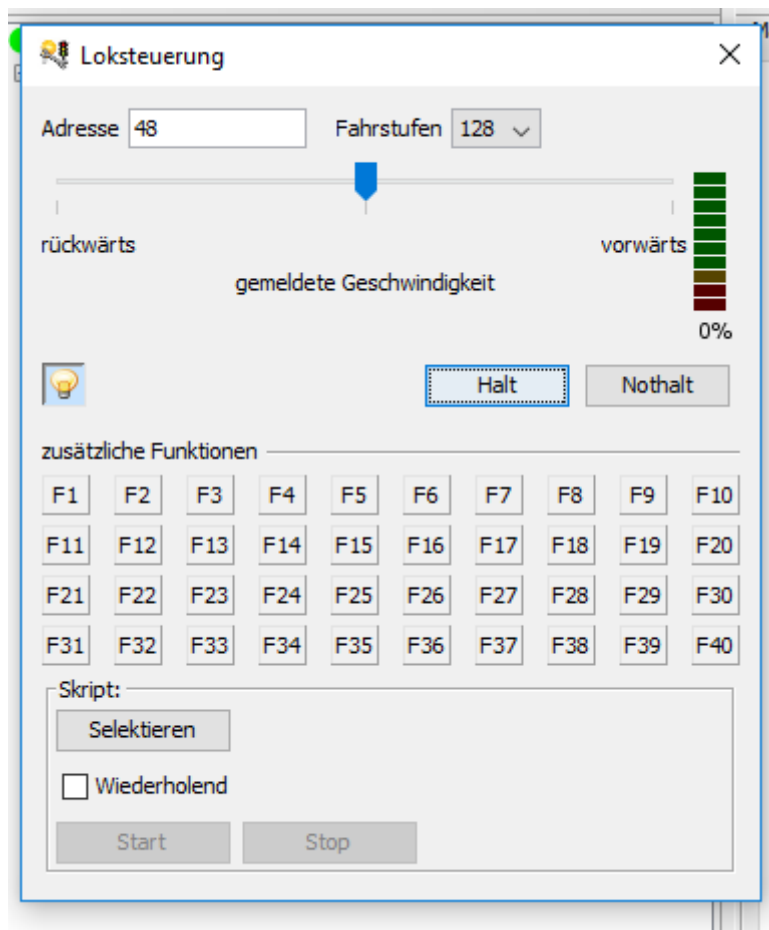 Loksteuerung
Adresse 48 Fahrstufen 128
rückwärts vorwärts
gemeldete Geschwindigkeit
0%
Halt Nothalt
zusätzliche Funktionen
F1 F2 F3 F4 F5 F6 F7 F8 F9 F10
F11 F12 F13 F14 F15 F16 F17 F18 F19 F20
F21 F22 F23 F24 F25 F26 F27 F28 F29 F30
F31 F32 F33 F34 F35 F36 F37 F38 F39 F40
Skript:
Selektieren
Wiederholend
Start Stop